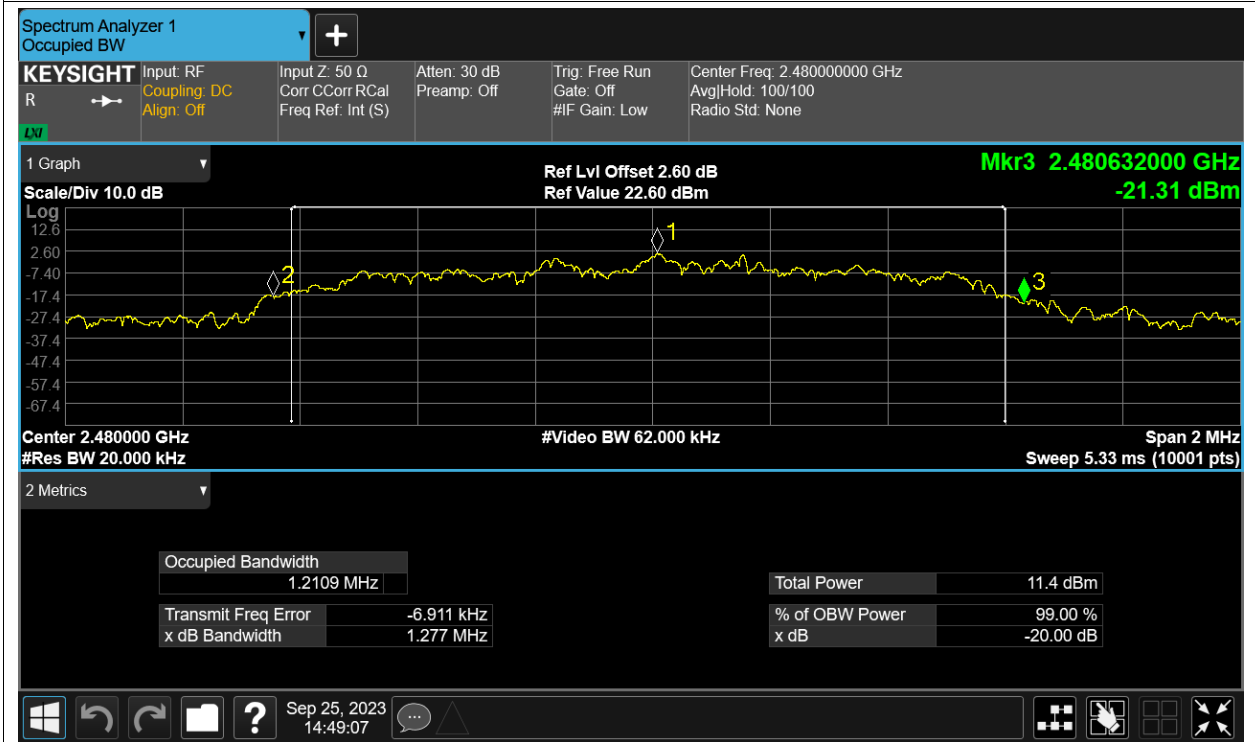 Spectrum Analyzer 1
Occupied BW
KEYSIGHT
R
LXI
Input: RF
Coupling: DC
Align: Off
Input Z: 50 Ω
Corr CCorr RCal
Freq Ref: Int (S)
Atten: 30 dB
Preamp: Off
Trig: Free Run
Gate: Off
#IF Gain: Low
Center Freq: 2.480000000 GHz
Avg|Hold: 100/100
Radio Std: None
1 Graph
Scale/Div 10.0 dB
Ref Lvl Offset 2.60 dB
Ref Value 22.60 dBm
Mkr3 2.480632000 GHz
-21.31 dBm
Log
12.6
2.60
-7.40
-17.4
-27.4
-37.4
-47.4
-57.4
-67.4
1
2
3
Center 2.480000 GHz
#Video BW 62.000 kHz
Span 2 MHz
#Res BW 20.000 kHz
Sweep 5.33 ms (10001 pts)
2 Metrics
Occupied Bandwidth
1.2109 MHz
Transmit Freq Error -6.911 kHz
x dB Bandwidth 1.277 MHz
Total Power 11.4 dBm
% of OBW Power 99.00 %
x dB -20.00 dB
?
Sep 25, 2023
14:49:07